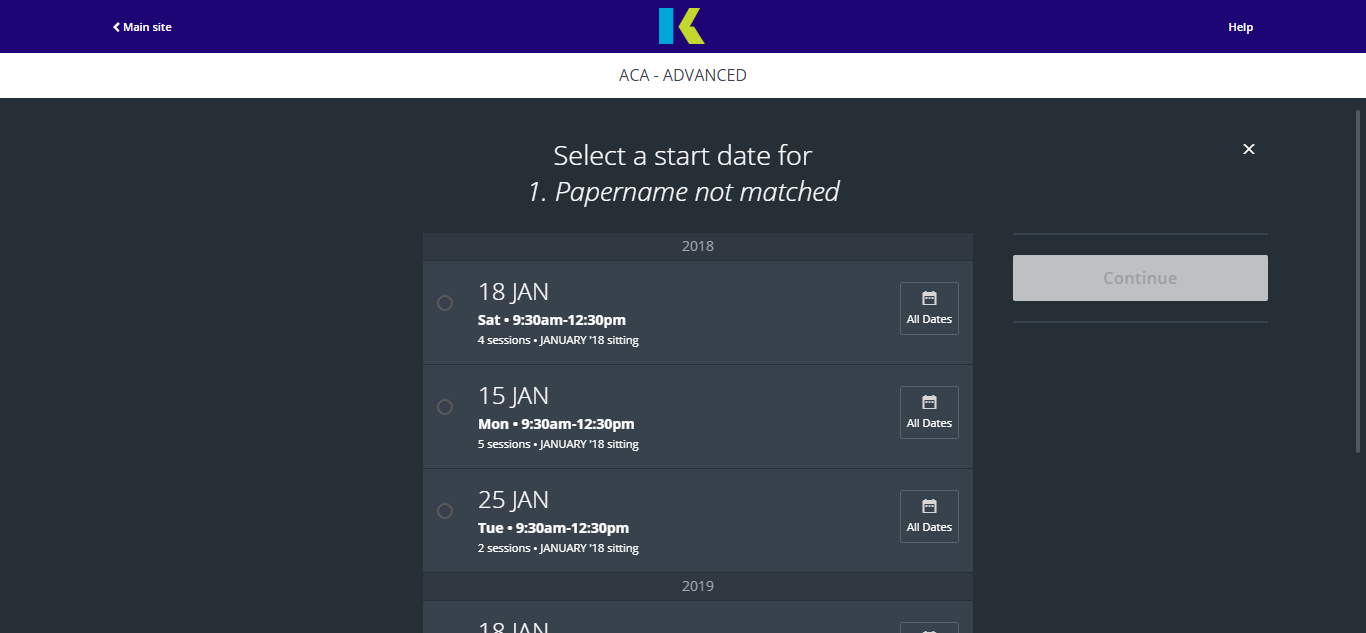 Main site
Help
ACA - ADVANCED
Select a start date for
1. Papername not matched
2018
18 JAN
Sat • 9:30am-12:30pm
4 sessions • JANUARY '18 sitting
All Dates
Continue
15 JAN
Mon • 9:30am-12:30pm
5 sessions • JANUARY '18 sitting
All Dates
25 JAN
Tue • 9:30am-12:30pm
2 sessions • JANUARY '18 sitting
All Dates
2019
18 JAN